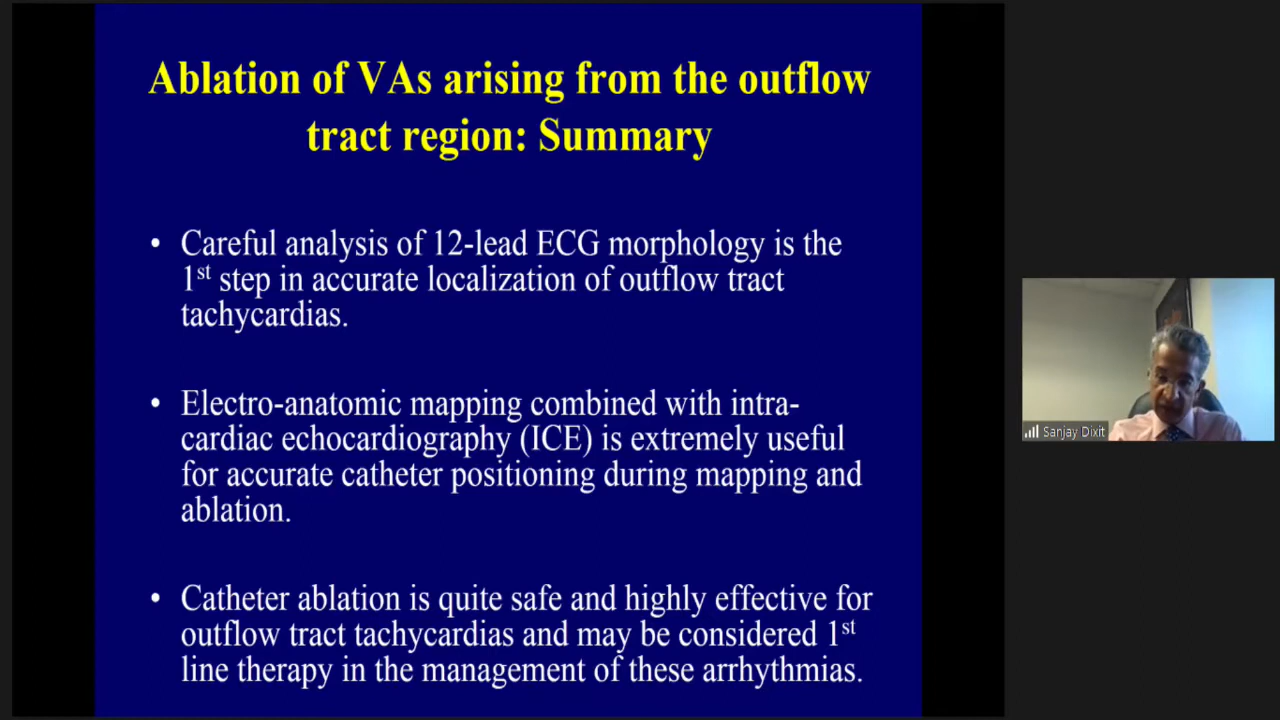 Ablation of VAs arising from the outflow
tract region: Summary
• Careful analysis of 12-lead ECG morphology is the
1st step in accurate localization of outflow tract
tachycardias.
• Electro-anatomic mapping combined with intra-
cardiac echocardiography (ICE) is extremely useful
for accurate catheter positioning during mapping and
ablation.
• Catheter ablation is quite safe and highly effective for
outflow tract tachycardias and may be considered 1st
line therapy in the management of these arrhythmias.
Sanjay Dixit